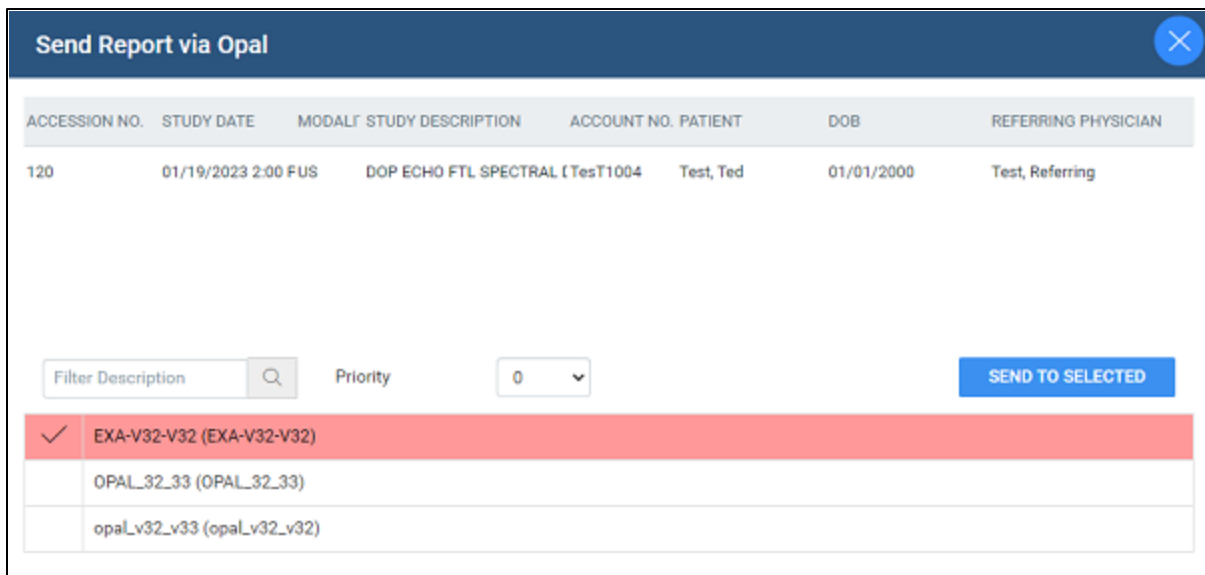 Send Report via Opal
ACCESSION NO. STUDY DATE MODALI STUDY DESCRIPTION ACCOUNT NO. PATIENT DOB REFERRING PHYSICIAN
120 01/19/2023 2:00 F US DOP ECHO FTL SPECTRAL [ TesT1004 Test, Ted 01/01/2000 Test, Referring
Filter Description Priority 0 SEND TO SELECTED
EXA-V32-V32 (EXA-V32-V32)
OPAL_32_33 (OPAL_32_33)
opal_v32_v33 (opal_v32_v32)